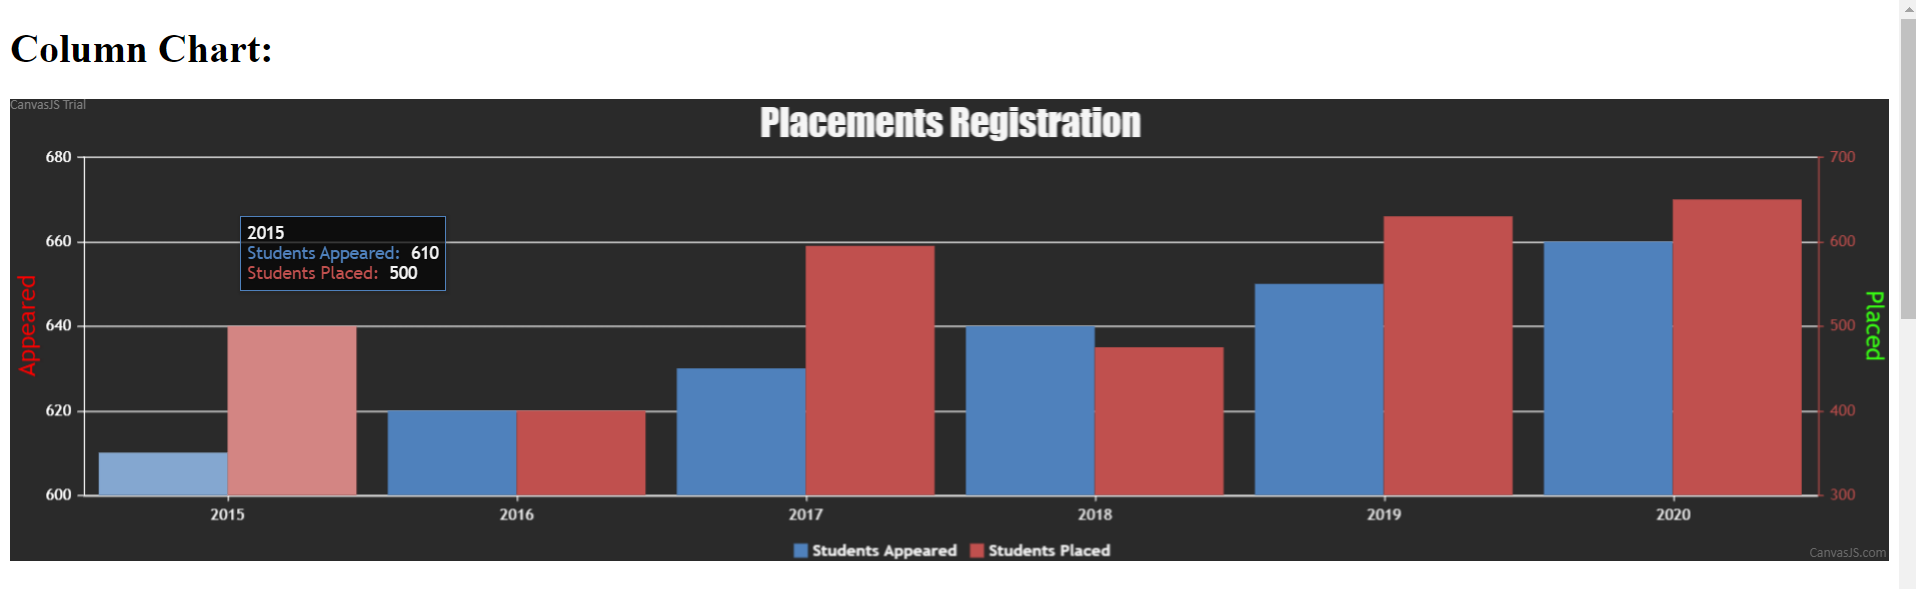 Column Chart:
CanvasJS Trial
Placements Registration
680
700
2015
Students Appeared: 610
Students Placed: 500
660
600
Appeared
Placed
640
500
620
400
600
300
2015 2016 2017 2018 2019 2020
Students Appeared Students Placed
CanvasJS.com